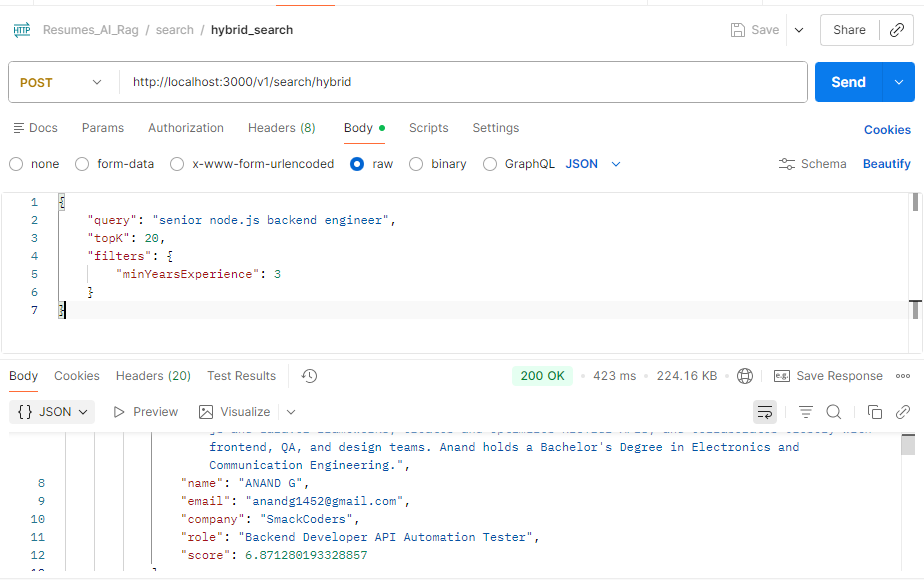 HTTP Resumes_AI_Rag / search / hybrid_search Save Share
POST http://localhost:3000/v1/search/hybrid Send
Docs Params Authorization Headers (8) Body Scripts Settings Cookies
none form-data x-www-form-urlencoded raw binary GraphQL JSON Schema Beautify
1 {
2 "query": "senior node.js backend engineer",
3 "topK": 20,
4 "filters": {
5 "minYearsExperience": 3
6 }
7 }
Body Cookies Headers (20) Test Results 200 OK 423 ms 224.16 KB e.g. Save Response
{} JSON Preview Visualize
frontend, QA, and design teams. Anand holds a Bachelor's Degree in Electronics and
Communication Engineering.",
8 "name": "ANAND G",
9 "email": "anandg1452@gmail.com",
10 "company": "SmackCoders",
11 "role": "Backend Developer API Automation Tester",
12 "score": 6.871280193328857